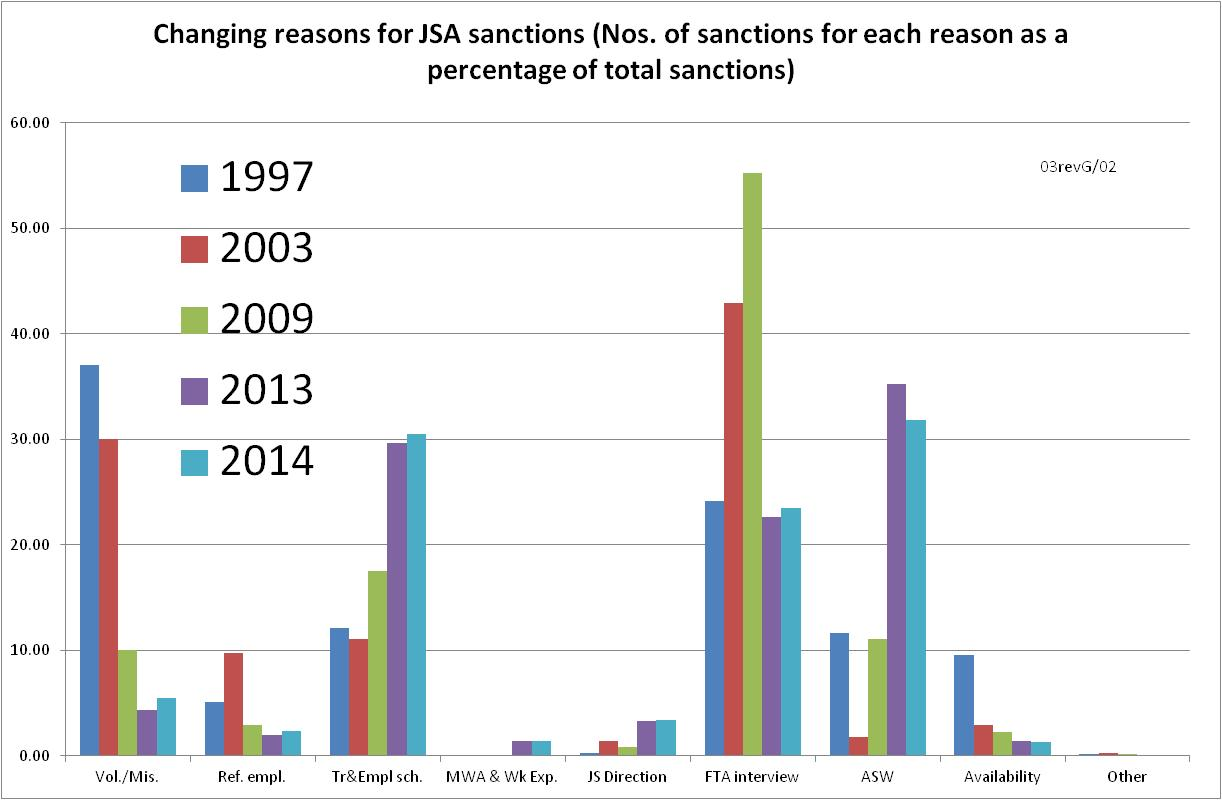 Changing reasons for JSA sanctions (Nos. of sanctions for each reason as a
percentage of total sanctions)
60.00
50.00
40.00
30.00
20.00
10.00
0.00
1997
2003
2009
2013
2014
03revG/02
Vol./Mis.
Ref. empl.
Tr&Empl sch.
MWA & Wk Exp.
JS Direction
FTA interview
ASW
Availability
Other